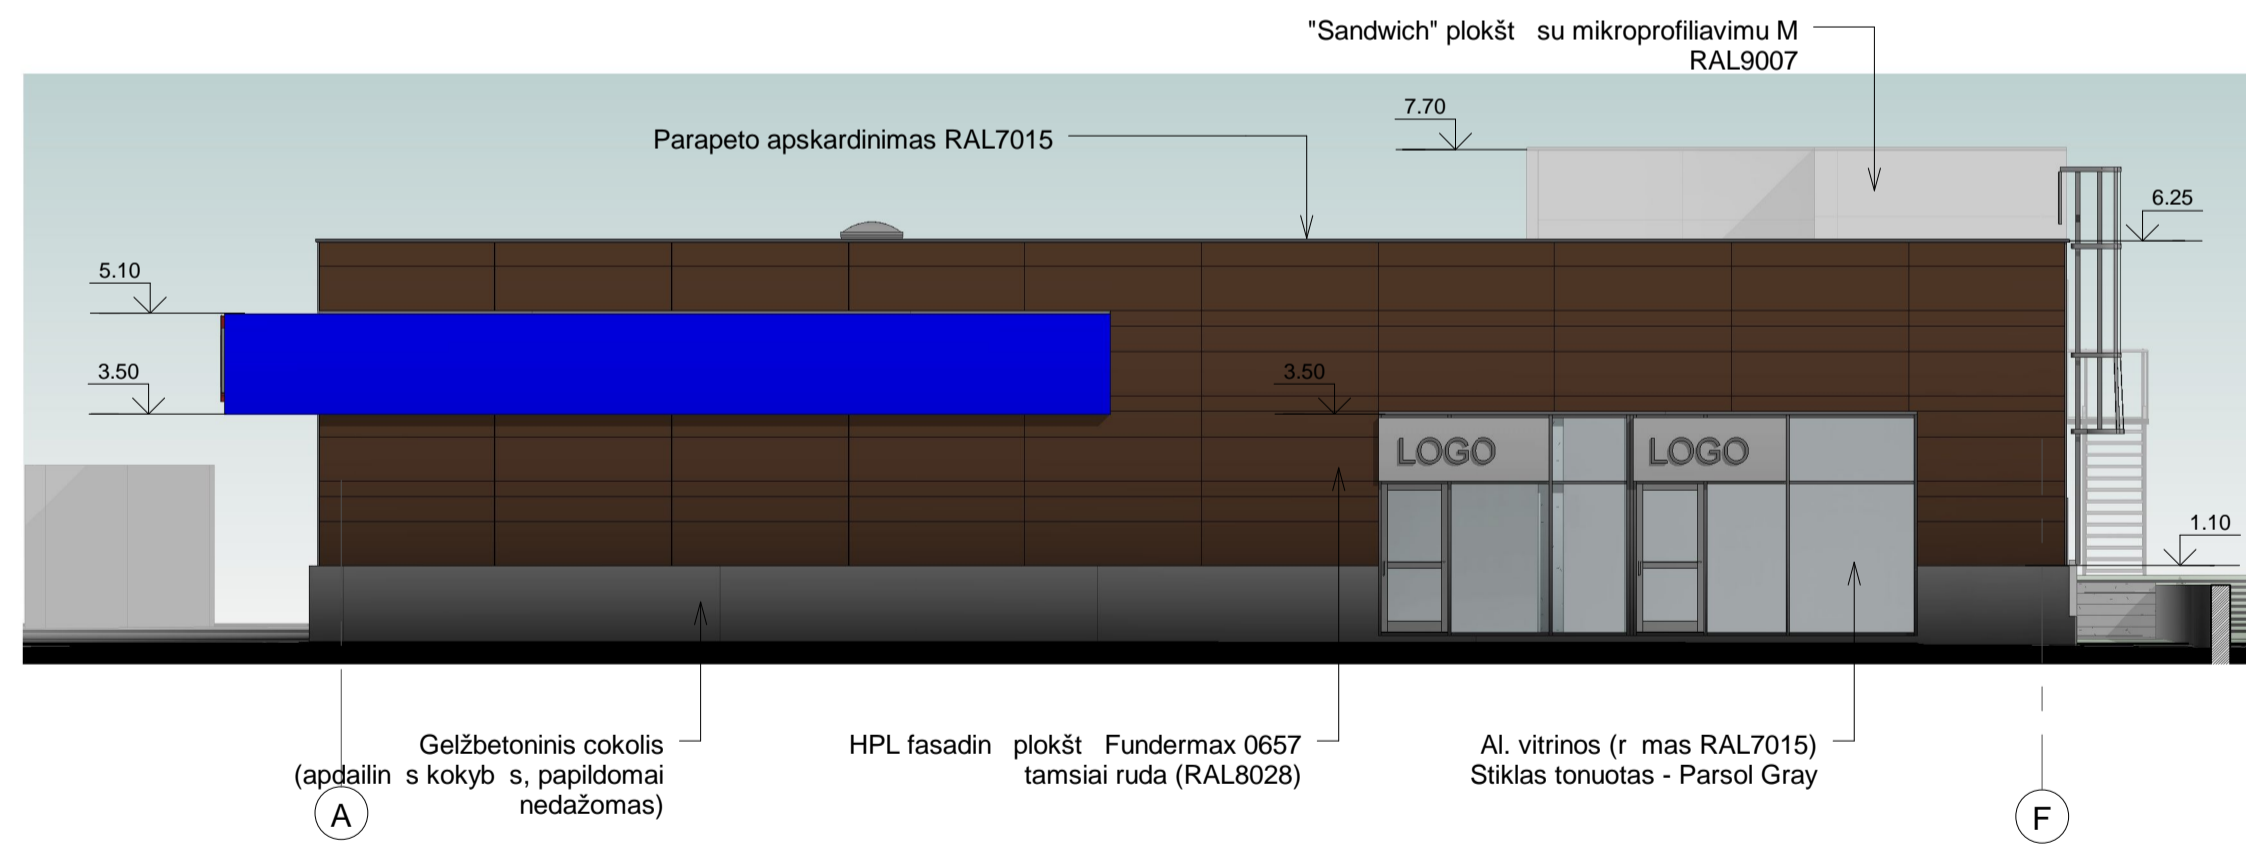 "Sandwich" plokšt su mikroprofiliavimu M
RAL9007
7.70
Parapeto apskardinimas RAL7015
6.25
5.10
3.50
3.50
LOGO
LOGO
1.10
Gelžbetoninis cokolis
(apdailin s kokyb s, papildomai
nedažomas)
HPL fasadin plokšt Fundermax 0657
tamsiai ruda (RAL8028)
Al. vitrinos (r mas RAL7015)
Stiklas tonuotas - Parsol Gray
A
F